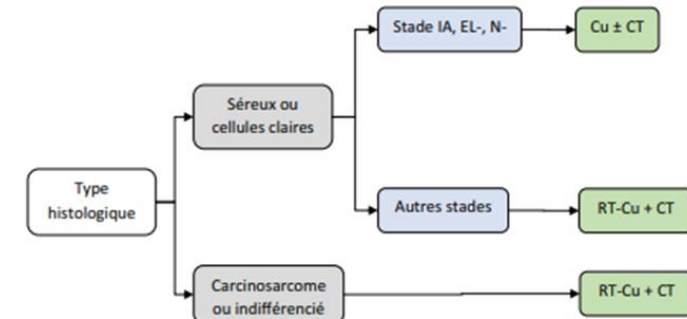 Stade IA, EL-, N-
Cu ± CT
Séreux ou
cellules claires
Type
histologique
Autres stades
RT-Cu + CT
Carcinosarcome
ou indifférencié
RT-Cu + CT